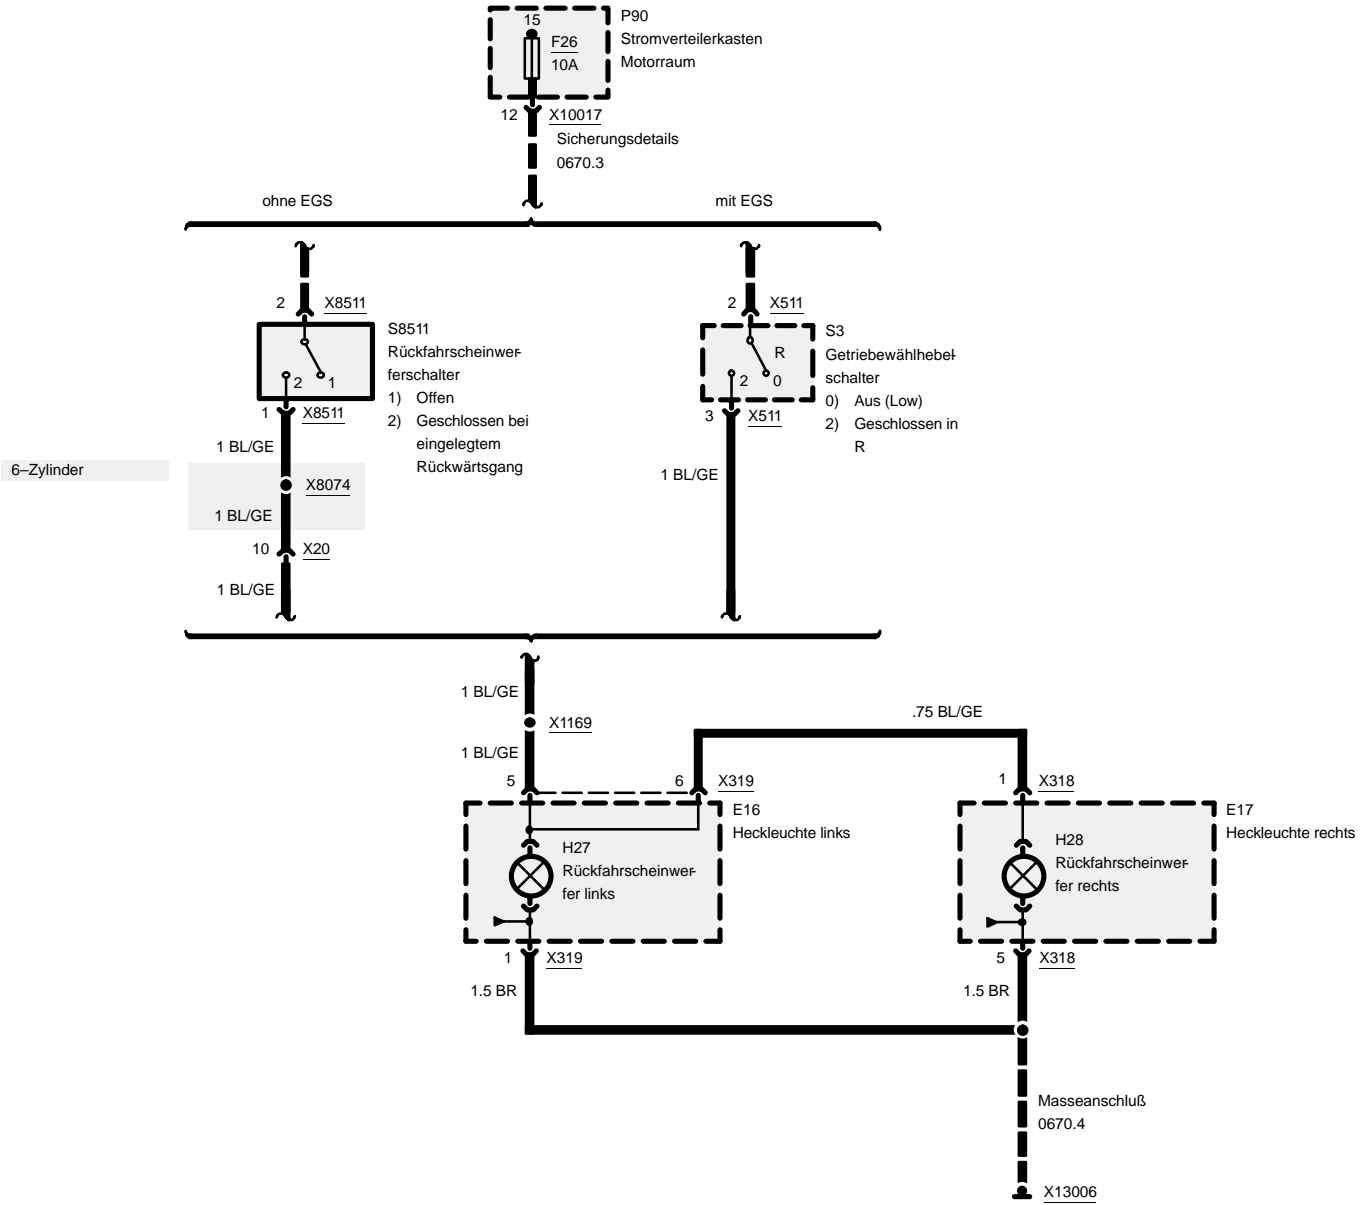 15
F26
10A
P90
Stromverteilerkasten
Motorraum
12 X10017
Sicherungsdetails
0670.3
ohne EGS
mit EGS
2 X8511
S8511
Rückfahrscheinwer-
ferschalter
1) Offen
2) Geschlossen bei
eingelegtem
Rückwärtsgang
2 1
1 X8511
1 BL/GE
6–Zylinder
X8074
1 BL/GE
10 X20
1 BL/GE
2 X511
S3
Getriebewählhebel-
schalter
0) Aus (Low)
2) Geschlossen in
R
R
2 0
3 X511
1 BL/GE
1 BL/GE
X1169
1 BL/GE
.75 BL/GE
5 6 X319
1 X318
E16
Heckleuchte links
H27
Rückfahrscheinwer-
fer links
E17
Heckleuchte rechts
H28
Rückfahrscheinwer-
fer rechts
1 X319
5 X318
1.5 BR
1.5 BR
Masseanschluß
0670.4
X13006